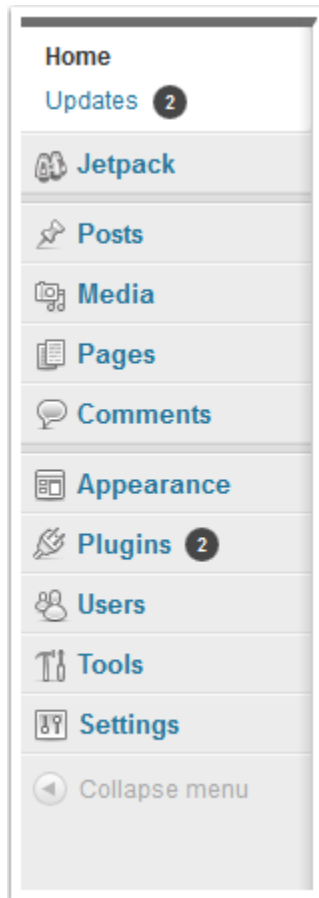 Home
Updates 2
Jetpack
Posts
Media
Pages
Comments
Appearance
Plugins 2
Users
Tools
Settings
Collapse menu